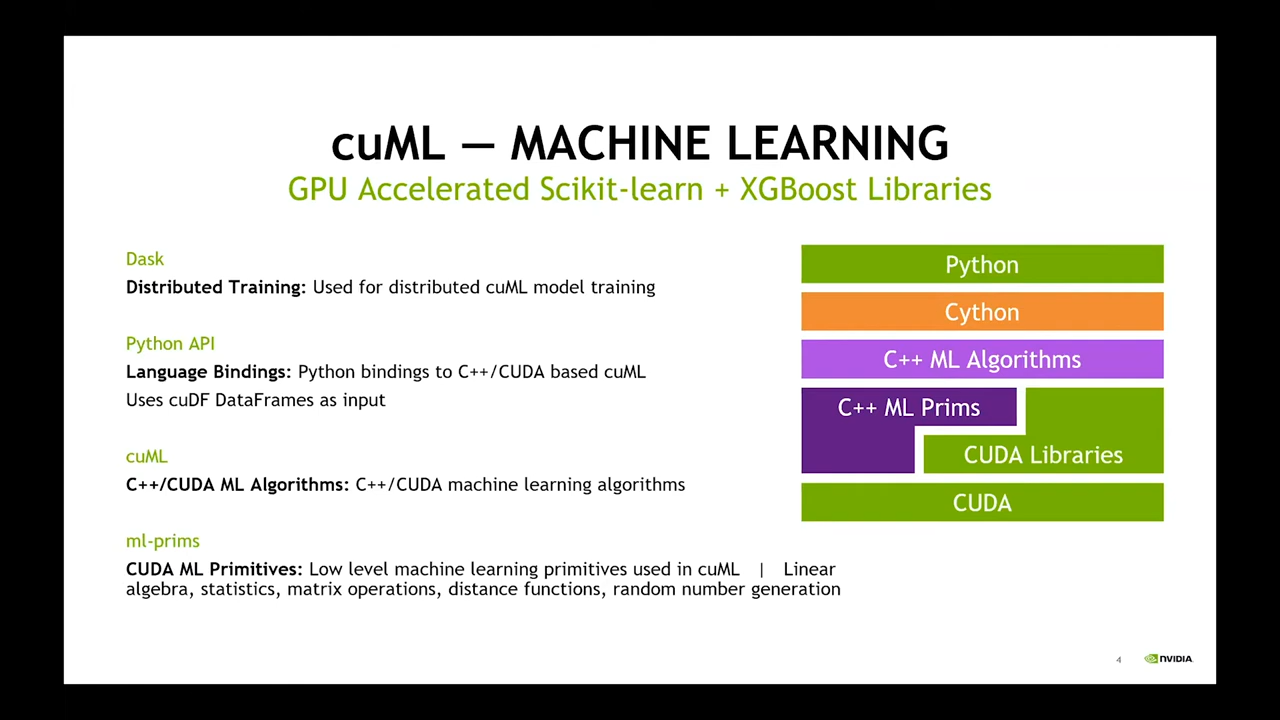 cuML — MACHINE LEARNING
GPU Accelerated Scikit-learn + XGBoost Libraries
Dask
Distributed Training: Used for distributed cuML model training
Python API
Language Bindings: Python bindings to C++/CUDA based cuML
Uses cuDF DataFrames as input
cuML
C++/CUDA ML Algorithms: C++/CUDA machine learning algorithms
ml-prims
CUDA ML Primitives: Low level machine learning primitives used in cuML | Linear
algebra, statistics, matrix operations, distance functions, random number generation
Python
Cython
C++ ML Algorithms
C++ ML Prims
CUDA Libraries
CUDA
4
NVIDIA